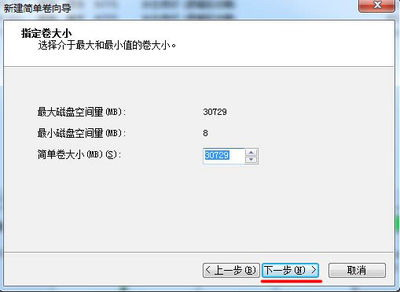 新建简单卷向导
指定卷大小
选择介于最大和最小值的卷大小。
最大磁盘空间量(MB): 30729
最小磁盘空间量(MB): 8
简单卷大小(MB)(S): 30729
< 上一步(B) 下一步(N) > 取消